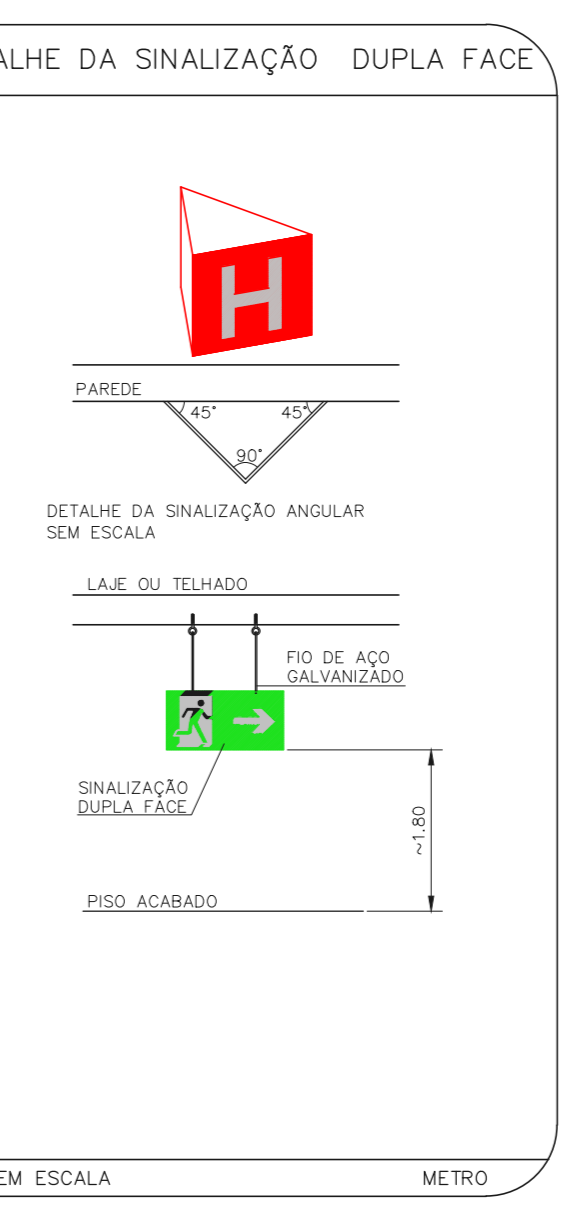 ALHE DA SINALIZAÇÃO DUPLA FACE
H
PAREDE
45° 45°
90°
DETALHE DA SINALIZAÇÃO ANGULAR
SEM ESCALA
LAJE OU TELHADO
FIO DE AÇO
GALVANIZADO
SINALIZAÇÃO
DUPLA FACE
~1.80
PISO ACABADO
EM ESCALA METRO